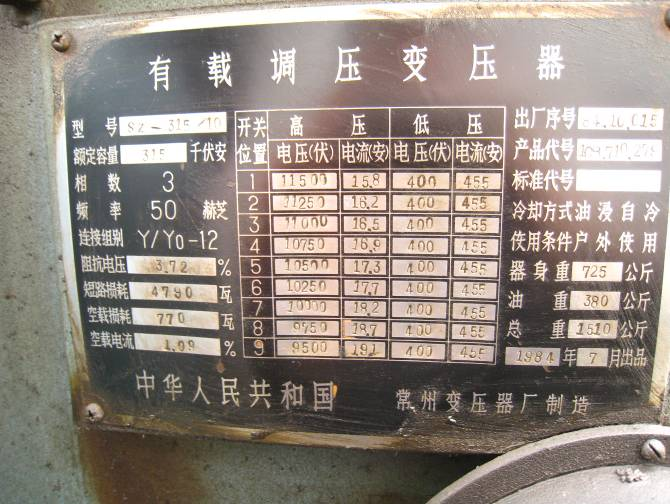 有载调压变压器
型号 SZ-315/10
额定容量 315 千伏安
相数 3
频率 50 赫芝
连接组别 Y/Y0-12
阻抗电压 3.72 %
短路损耗 4790 瓦
空载损耗 770 瓦
空载电流 1.09 %
开关位置 高压 低压
电压(伏) 电流(安) 电压(伏) 电流(安)
1 11500 15.8 400 455
2 11250 16.2 400 455
3 11000 16.5 400 455
4 10750 16.9 400 455
5 10500 17.3 400 455
6 10250 17.7 400 455
7 10000 18.2 400 455
8 9750 18.7 400 455
9 9500 19.1 400 455
出厂序号 84.10.015
产品代号
标准代号
冷却方式油浸自冷
使用条件户外使用
器身重 725 公斤
油重 380 公斤
总重 1510 公斤
1984年7月出品
中华人民共和国 常州变压器厂制造